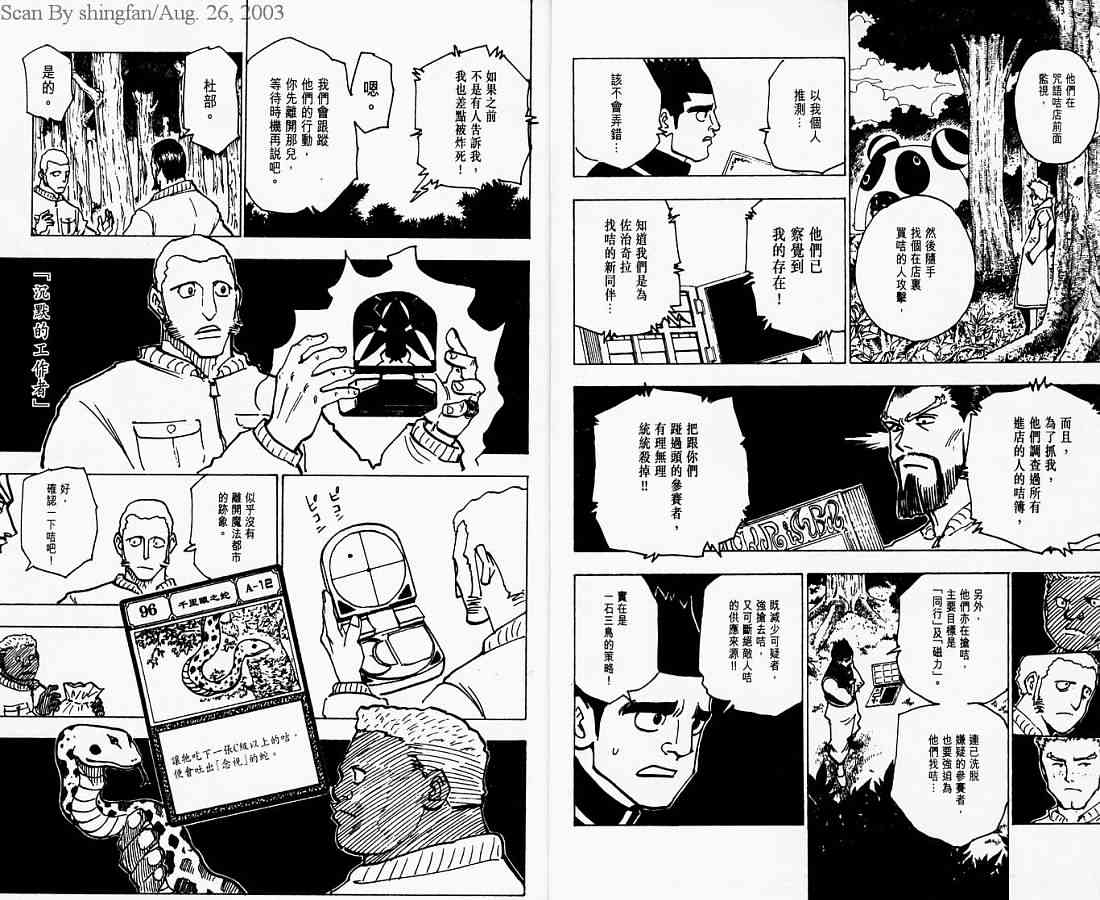 Scan By shingfan/Aug. 26, 2003
他們在
咒語咭店前面
監視，
然後隨手
找個在店裏
買咭的人攻擊，
以我個人
推測…
該不會弄錯…
他們已
察覺到
我的存在！
知道我們是為
佐治奇拉
找咭的新同伴…
而且，
為了抓我，
他們調查過所有
進店的人的咭簿，
把跟你們
踫過頭的參賽者，
有理無理
統統殺掉!!
另外，
他們亦在搶咭，
主要目標是
「同行」及「磁力」。
連已洗脫
嫌疑的參賽者，
也要強迫為
他們找咭…
既減少可疑者，
強搶去咭，
又可斷絕敵人咭
的供應來源!!
實在是
一石三鳥的策略！
如果之前
不是有人告訴我，
我也差點被炸死！
嗯。
我們會跟蹤
他們的行動，
你先離開那兒，
等待時機再說吧。
杜部。
是的。
『沉默的工作者』
ピコン
ピコン
似乎沒有
離開魔法都市
的跡象。
好，
確認一下咭吧！
96
千里眼之蛇
A-12
讓牠吃下一張C級以上的咭，
便會吐出「念視」的蛇。